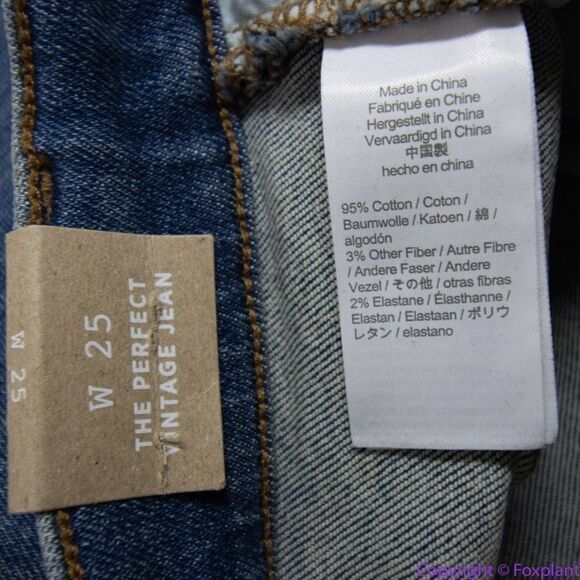 Made in China
Fabriqué en Chine
Hergestellt in China
Vervaardigd in China
中国製
hecho en china
95% Cotton / Coton /
Baumwolle / Katoen / 綿 /
algodón
3% Other Fiber / Autre Fibre
/ Andere Faser / Andere
Vezel / その他 / otras fibras
2% Elastane / Élasthanne /
Elastan / Elastaan / ポリウ
レタン / elastano
W 25
THE PERFECT
VINTAGE JEAN
W 25
Copyright © Foxplant